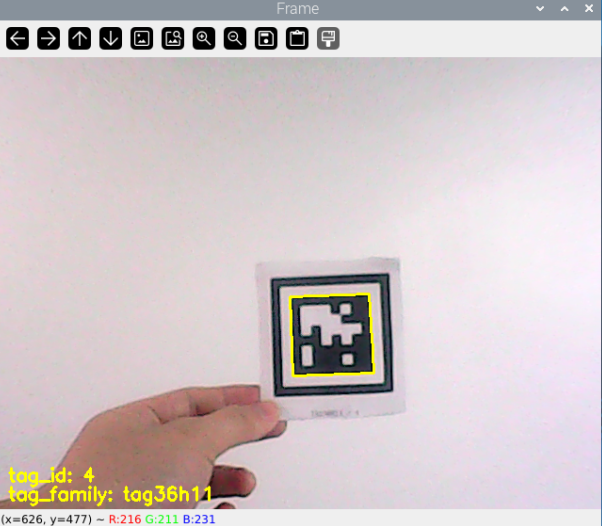 Frame
tag_id: 4
tag_family: tag36h11
(x=626, y=477) ~ R:216 G:211 B:231